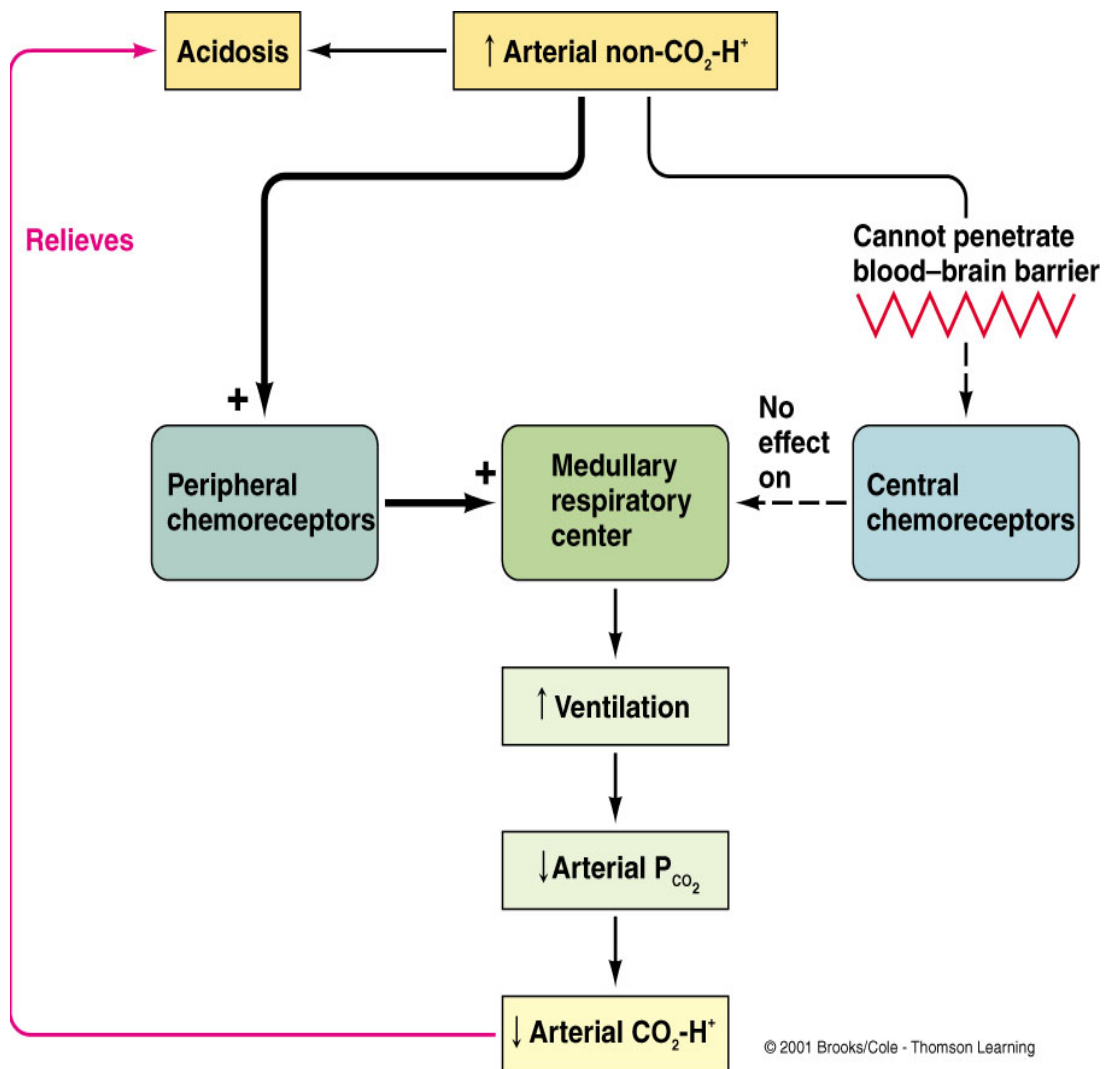 Acidosis
↑ Arterial non-CO₂-H⁺
Relieves
Cannot penetrate
blood–brain barrier
+
Peripheral
chemoreceptors
+
Medullary
respiratory
center
No
effect
on
Central
chemoreceptors
↑ Ventilation
↓ Arterial P_CO₂
↓ Arterial CO₂-H⁺
© 2001 Brooks/Cole - Thomson Learning